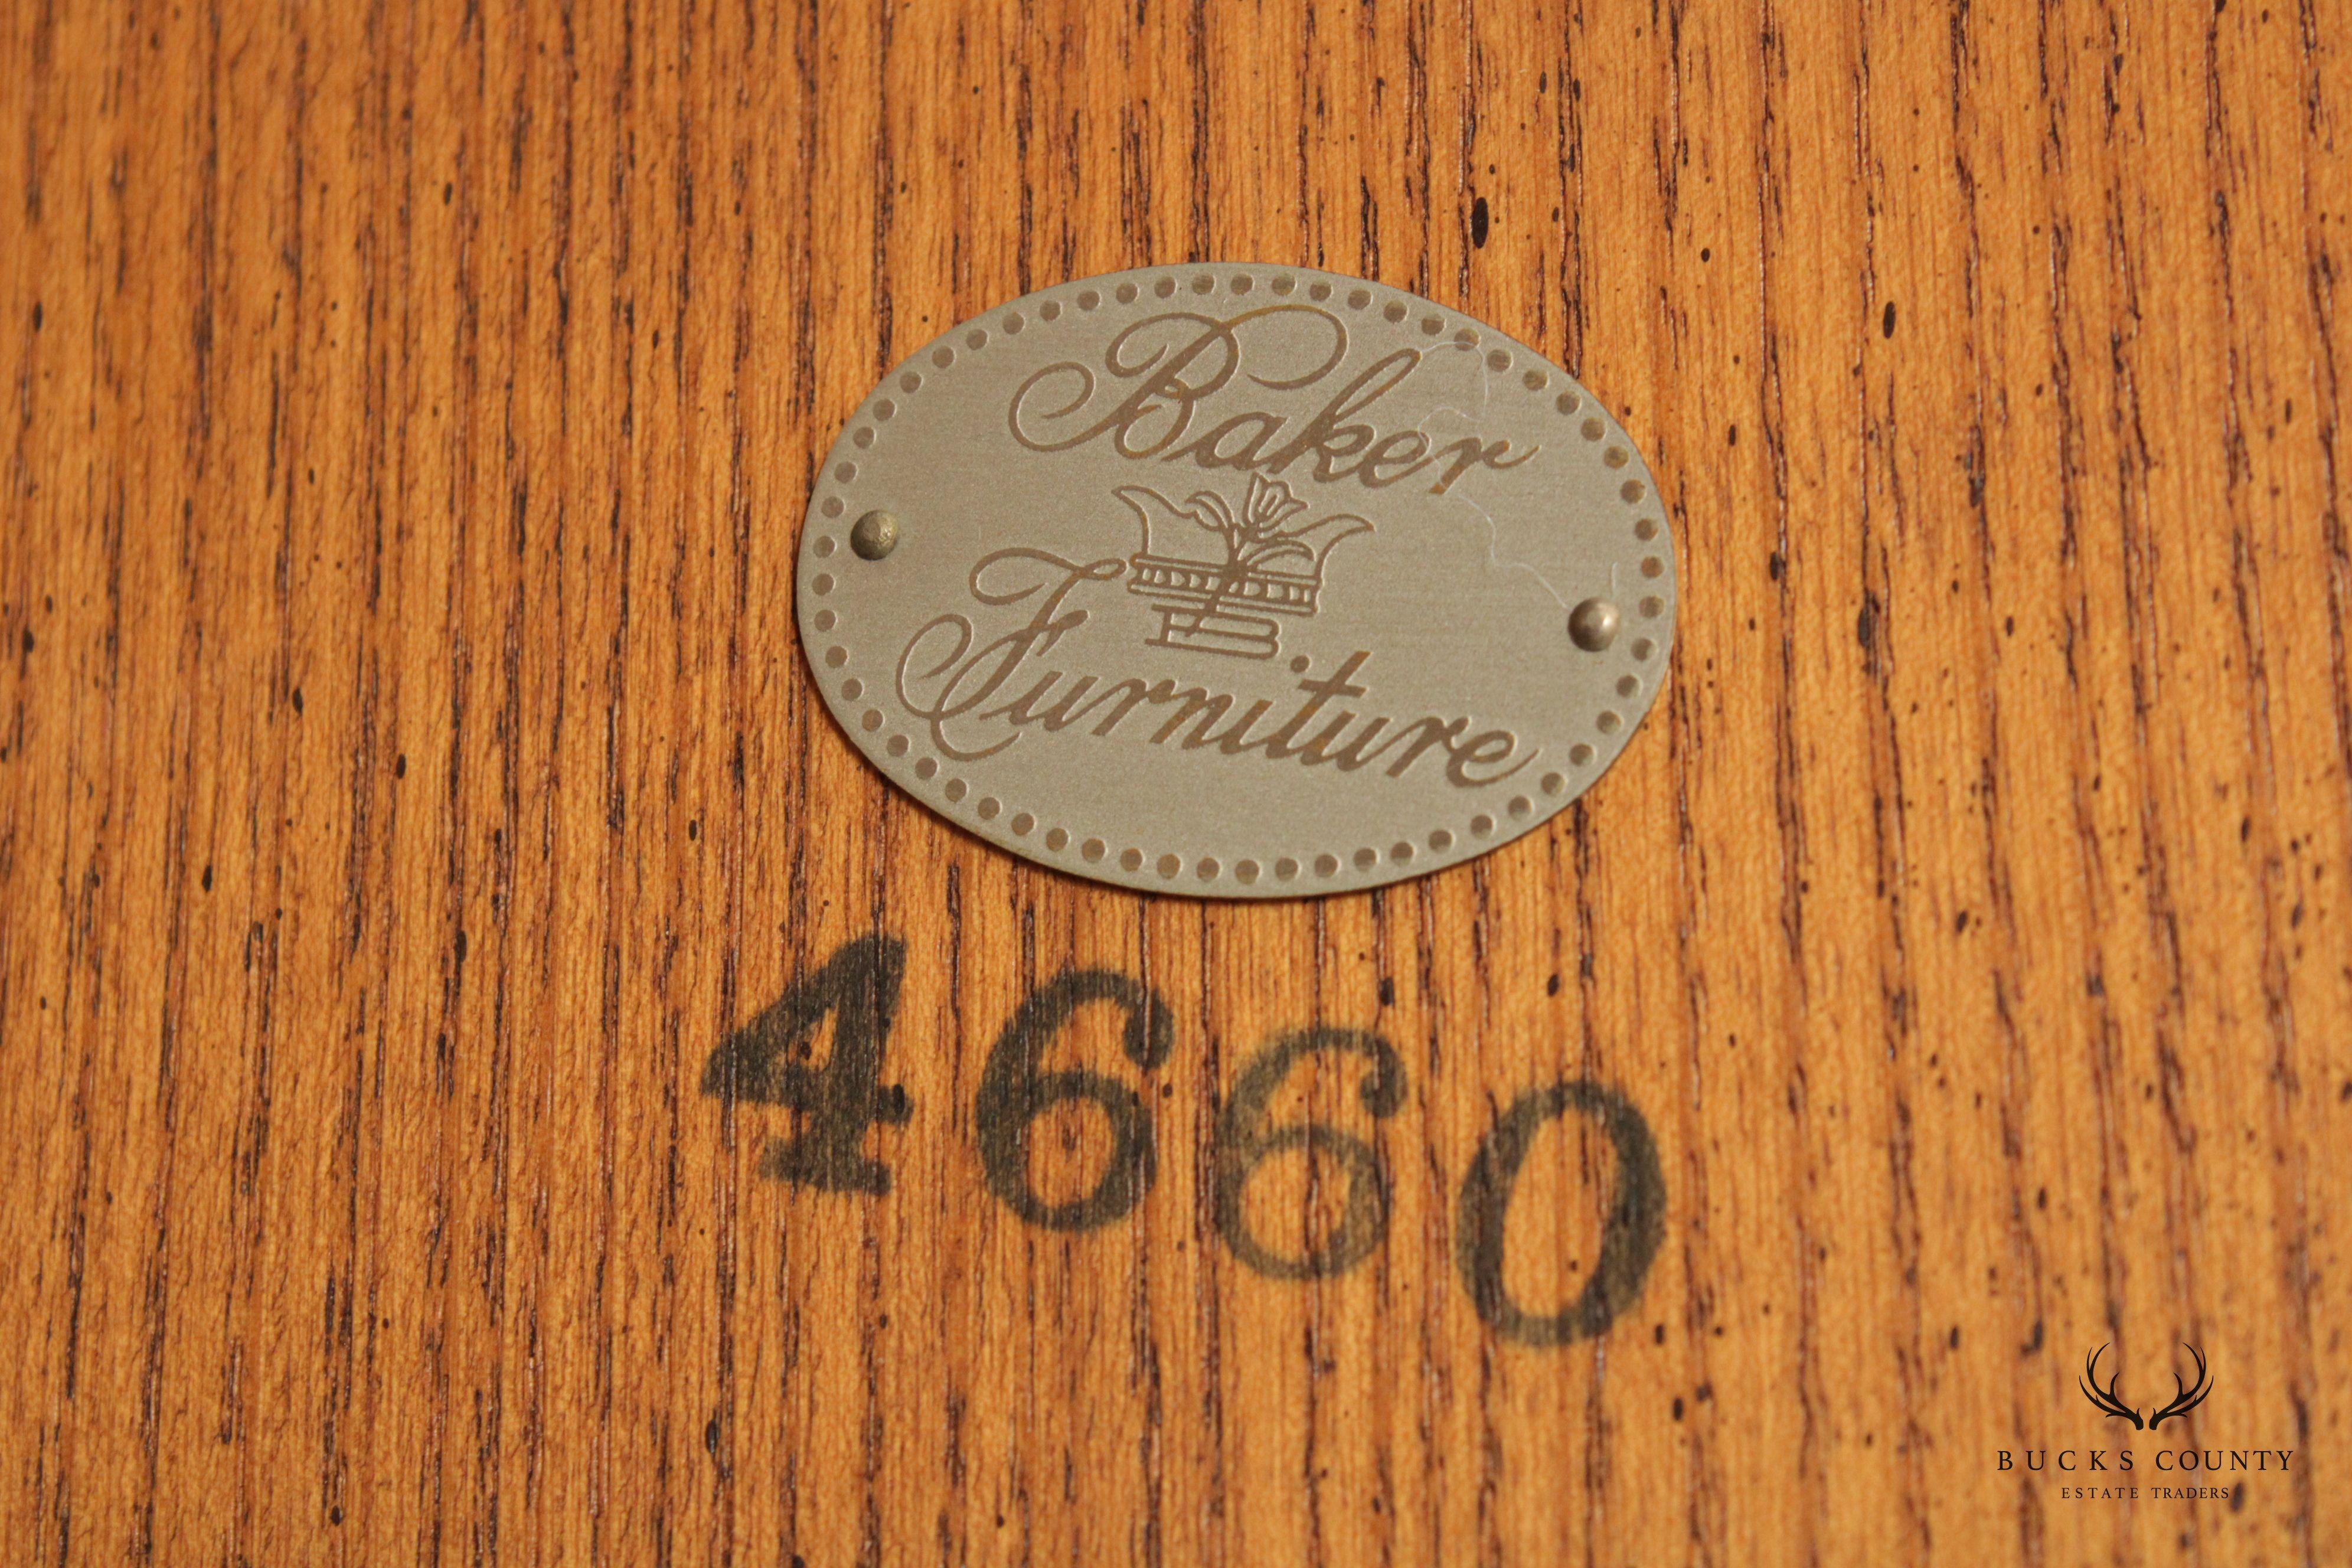 Baker
Furniture
4660
BUCKS COUNTY
ESTATE TRADERS